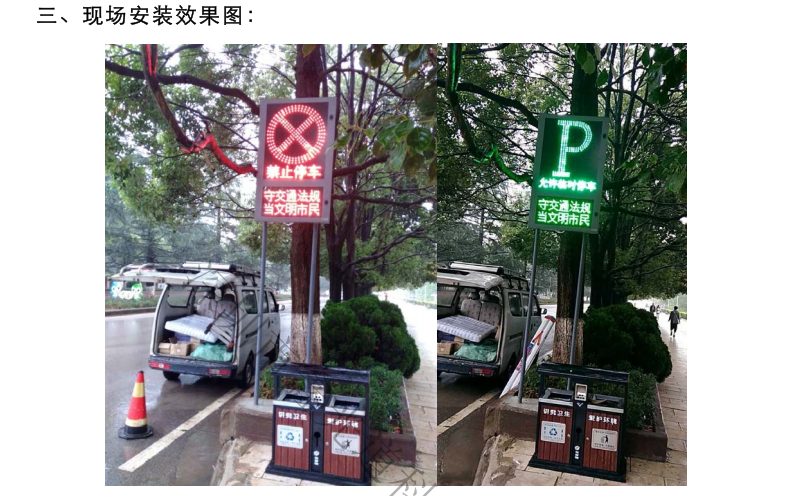 三、现场安装效果图：
禁止停车
守交通法规
当文明市民
P
允许临时停车
守交通法规
当文明市民
讲究卫生
爱护环境
讲究卫生
爱护环境